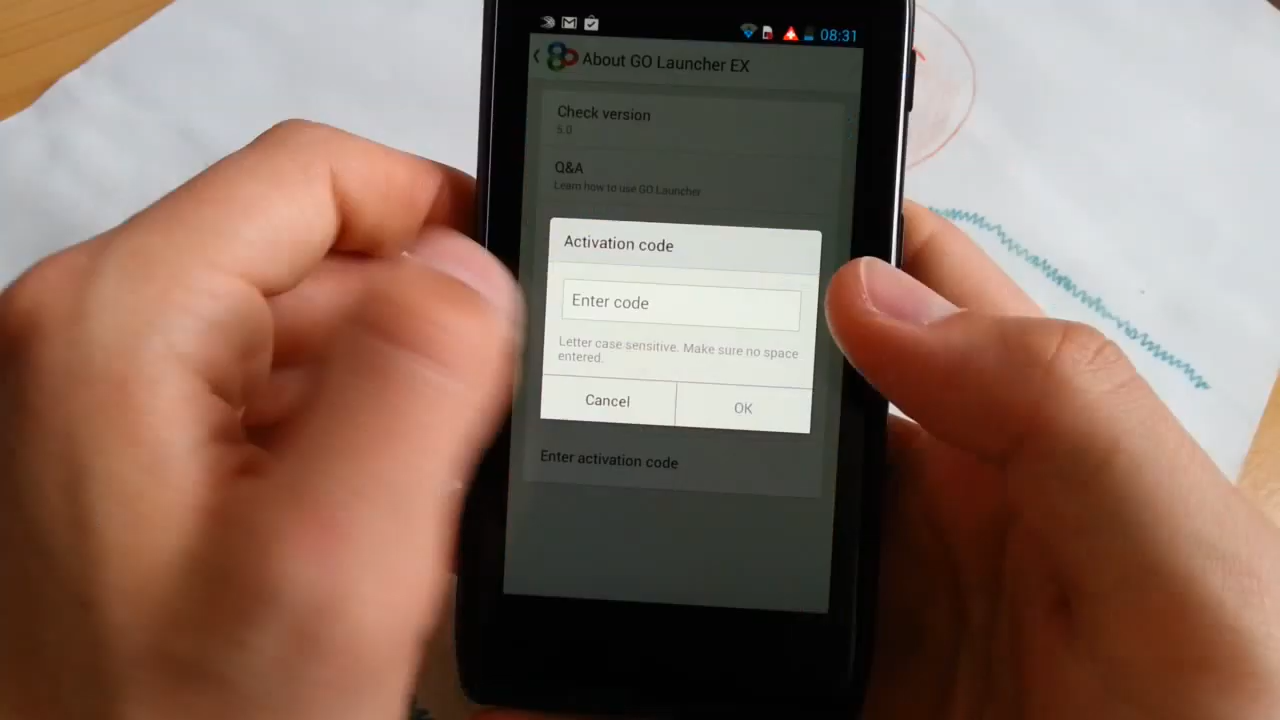 08:31
About GO Launcher EX
Check version
5.0
Q&A
Learn how to use GO Launcher
Activation code
Enter code
Letter case sensitive. Make sure no space
entered.
Cancel
OK
Enter activation code